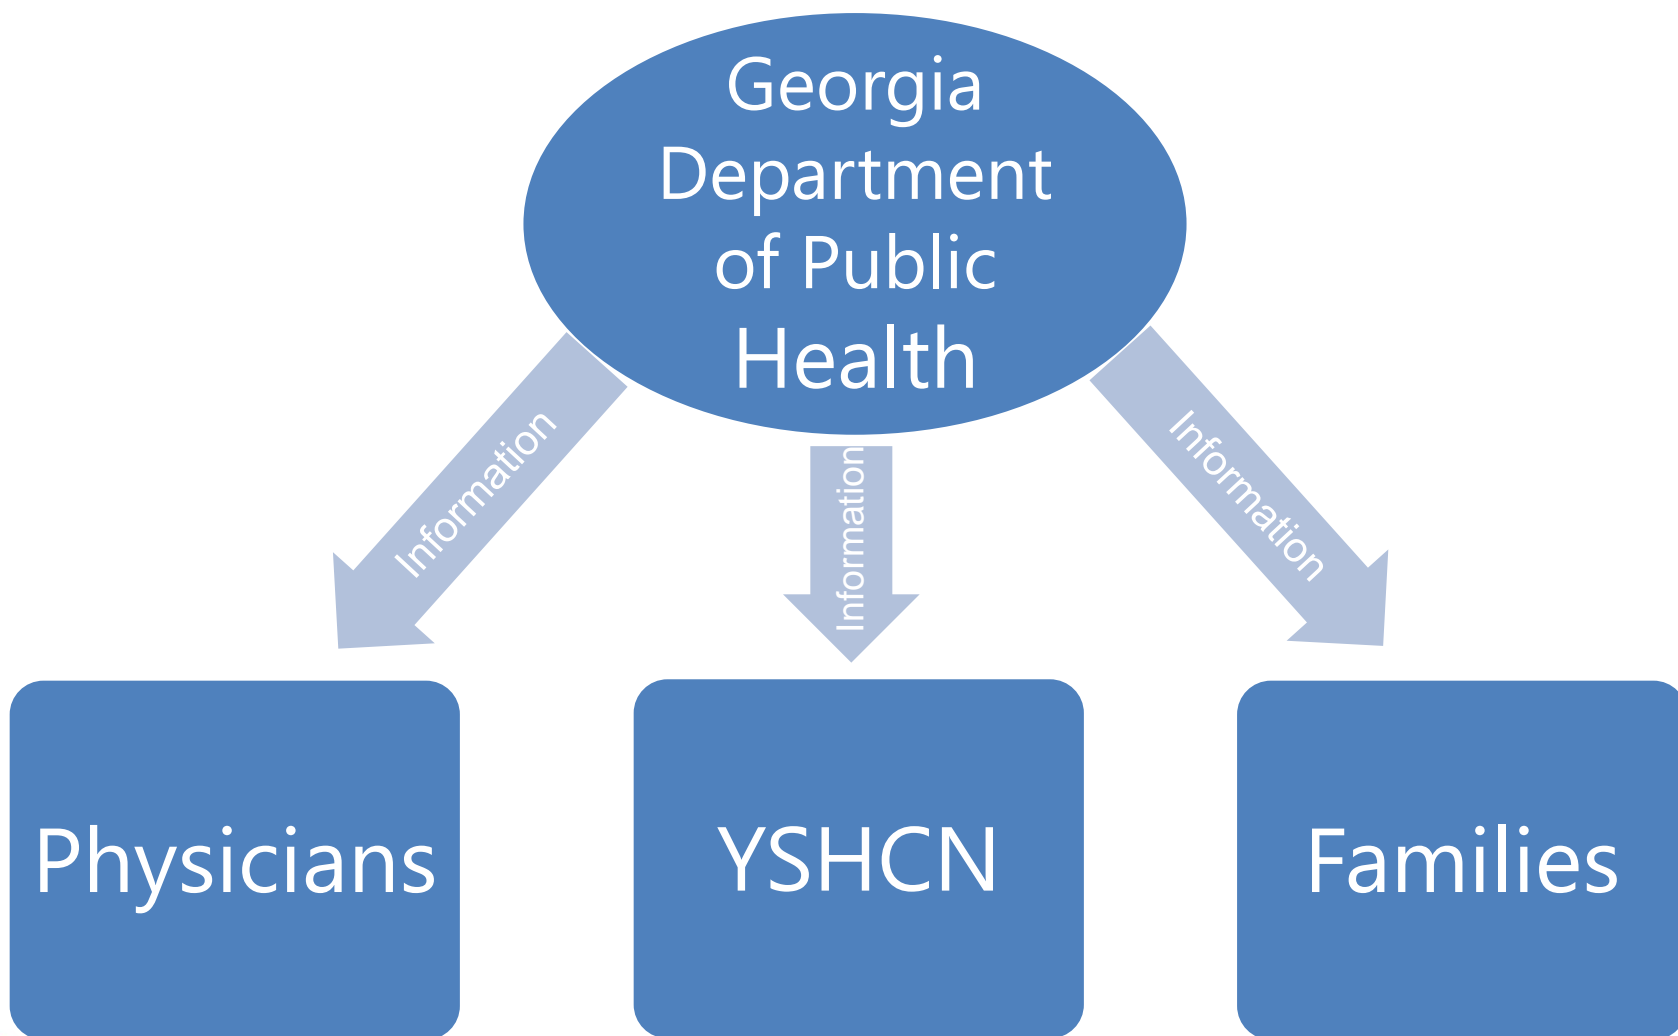 Georgia
Department
of Public
Health
Information
Information
Information
Physicians
YSHCN
Families